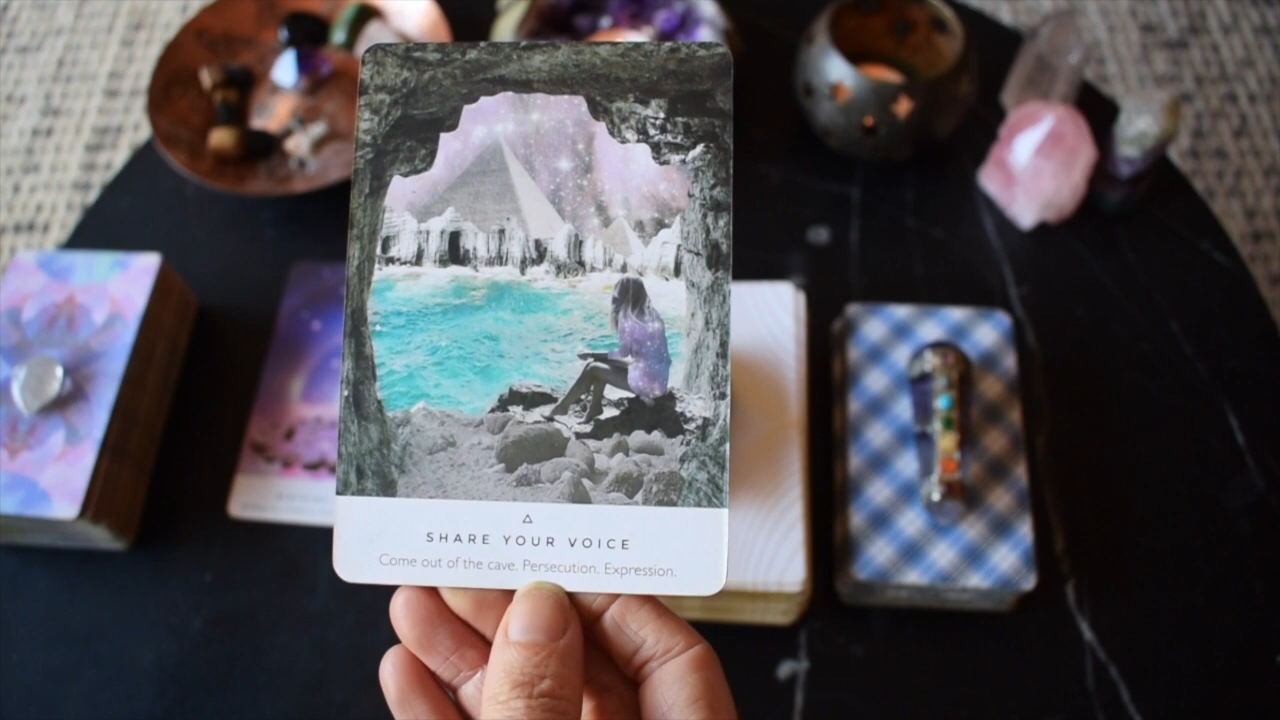 SHARE YOUR VOICE
Come out of the cave. Persecution. Expression.